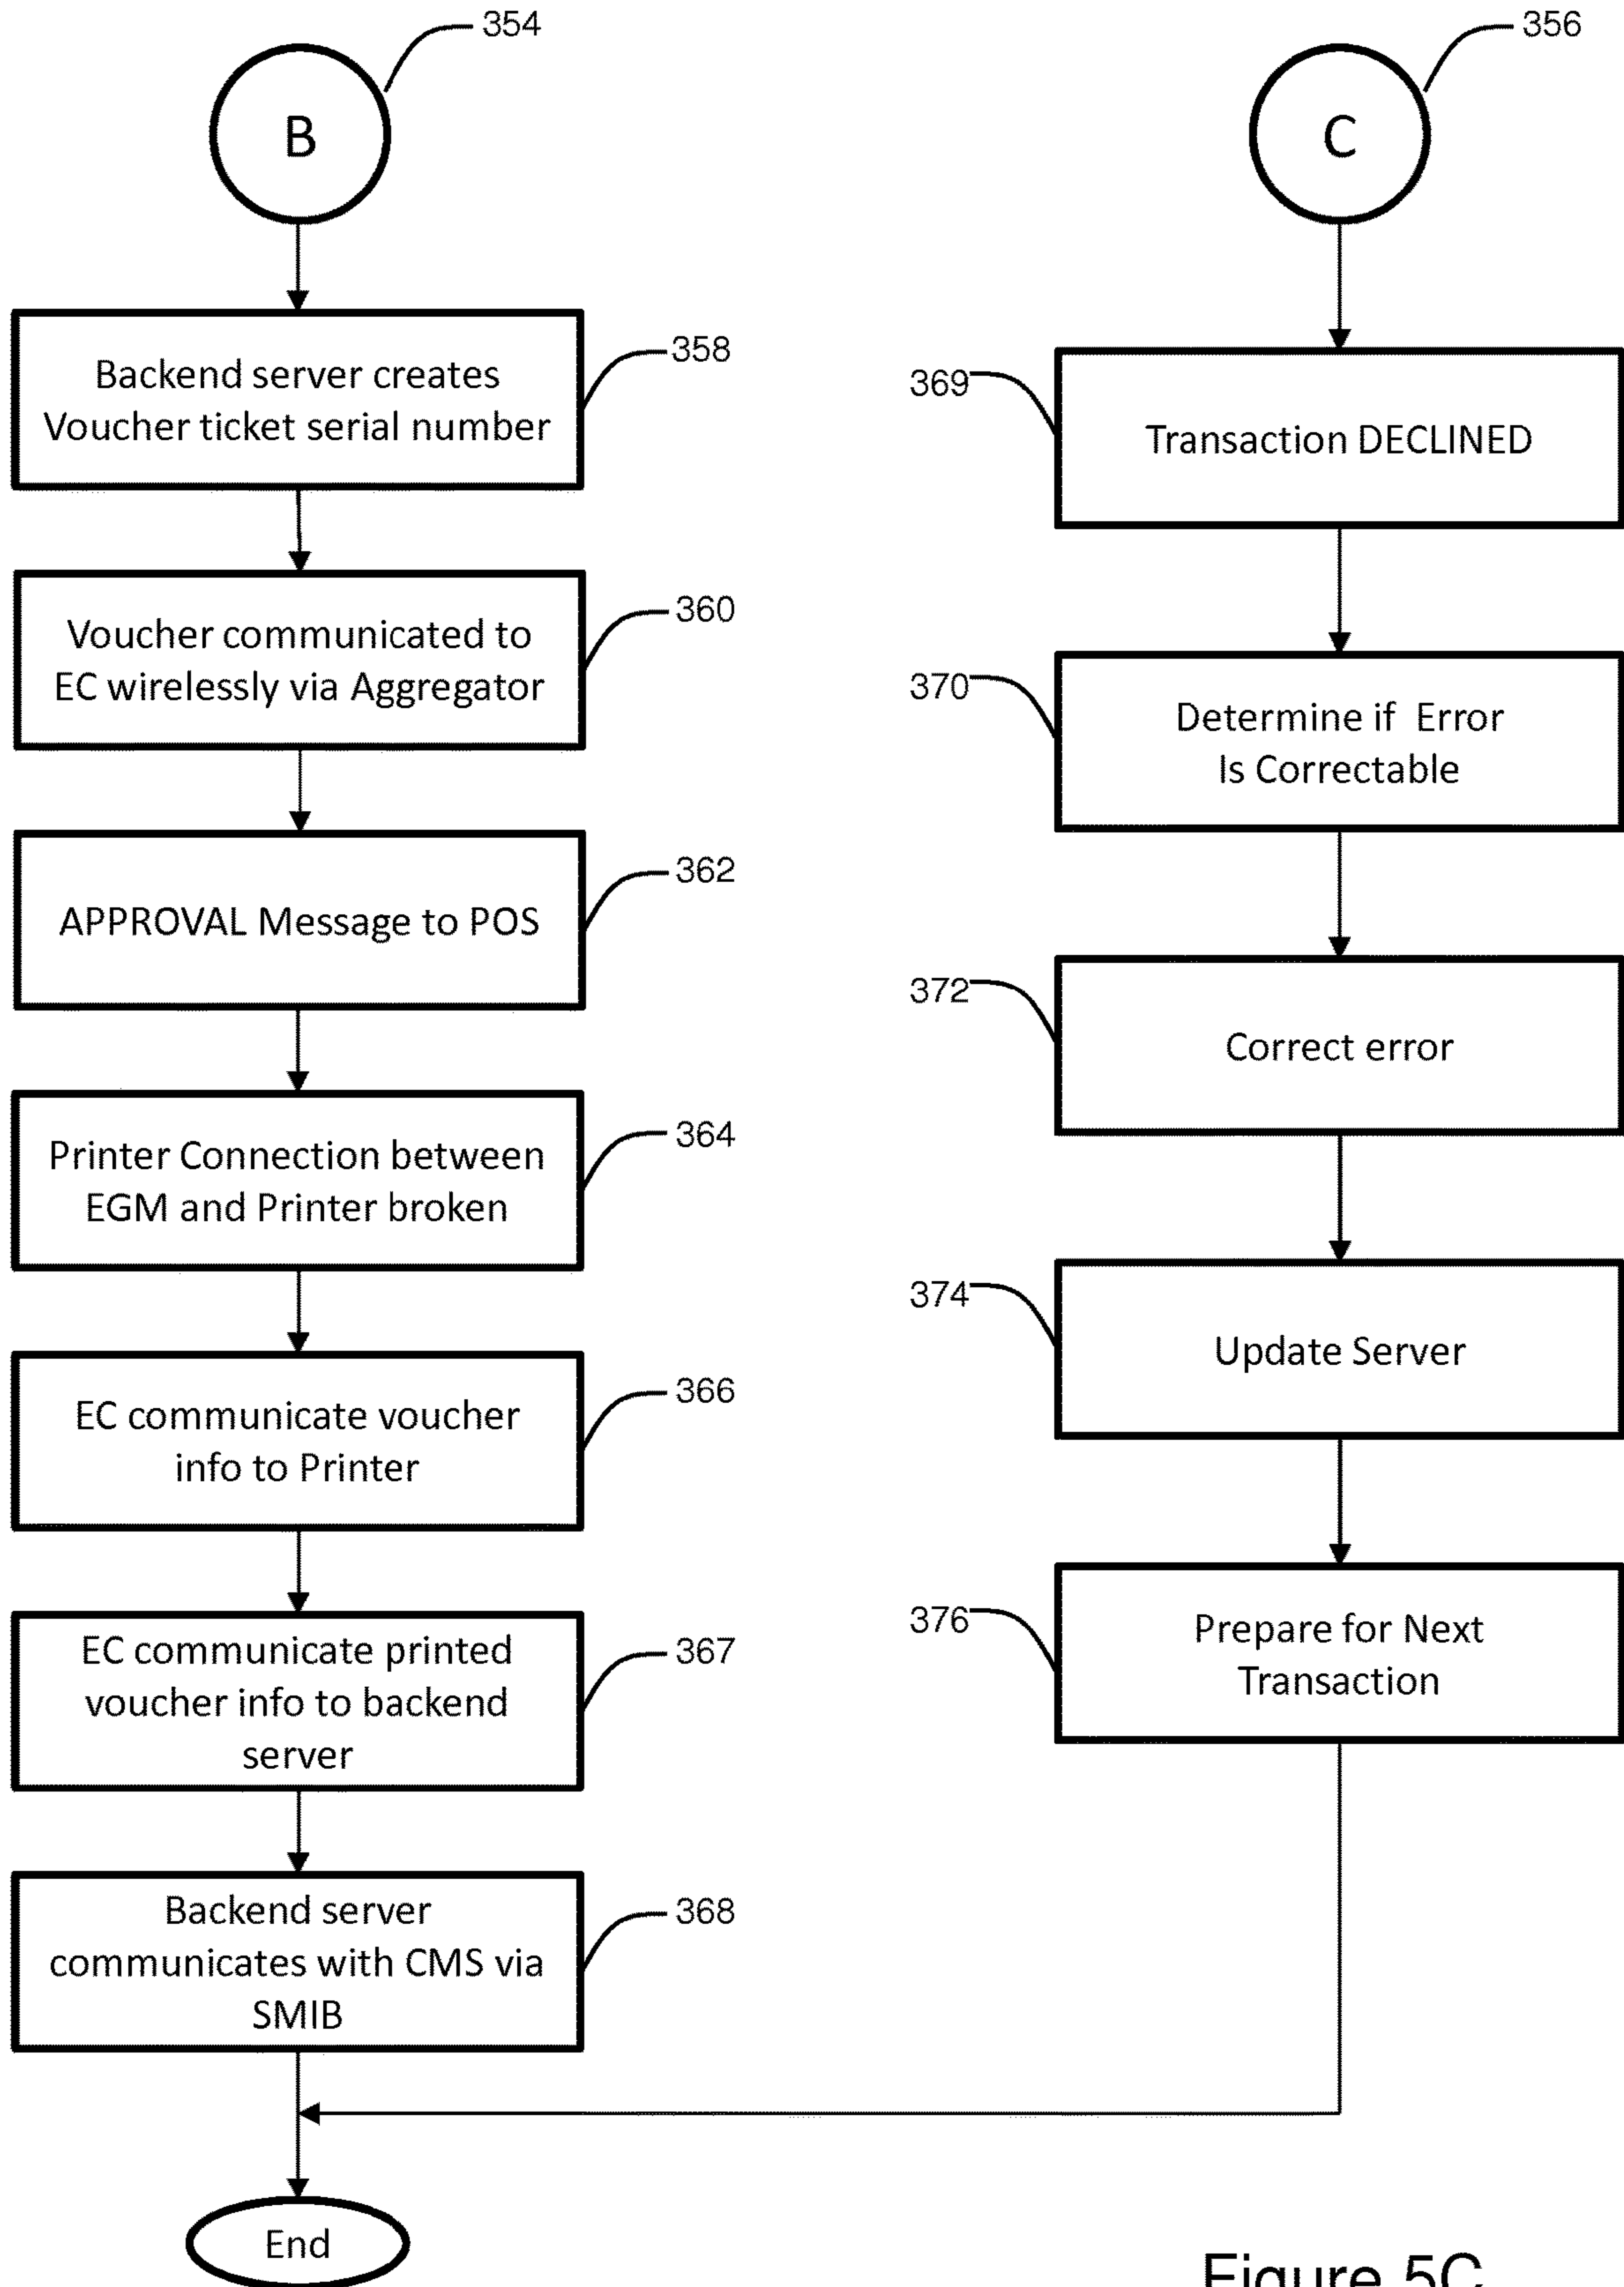 354
B
358
Backend server creates
Voucher ticket serial number
360
Voucher communicated to
EC wirelessly via Aggregator
362
APPROVAL Message to POS
364
Printer Connection between
EGM and Printer broken
366
EC communicate voucher
info to Printer
367
EC communicate printed
voucher info to backend
server
368
Backend server
communicates with CMS via
SMIB
End
356
C
369
Transaction DECLINED
370
Determine if Error
Is Correctable
372
Correct error
374
Update Server
376
Prepare for Next
Transaction
Figure 5C